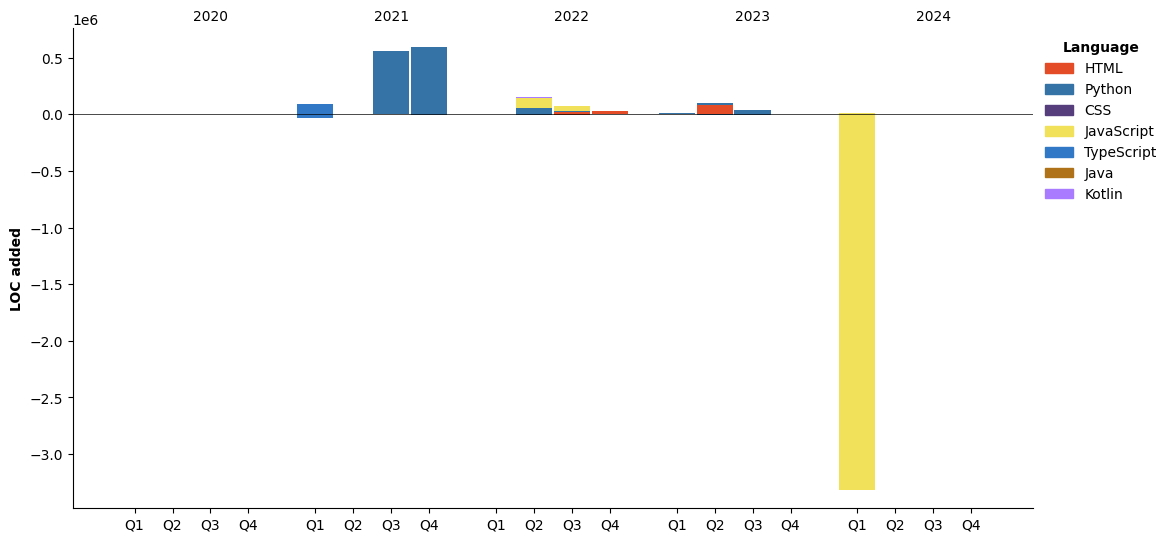 2020 2021 2022 2023 2024
1e6
Language
HTML
Python
CSS
JavaScript
TypeScript
Java
Kotlin
0.5
0.0
−0.5
−1.0
−1.5
−2.0
−2.5
−3.0
LOC added
Q1 Q2 Q3 Q4 Q1 Q2 Q3 Q4 Q1 Q2 Q3 Q4 Q1 Q2 Q3 Q4 Q1 Q2 Q3 Q4